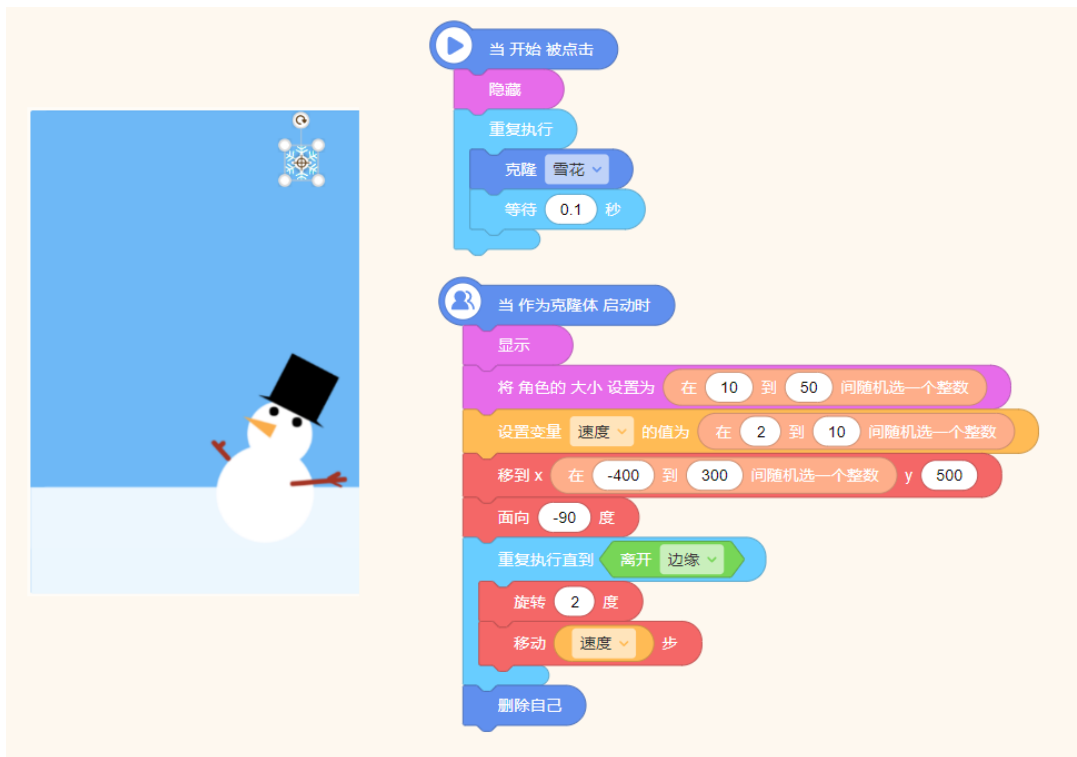 当 开始 被点击
隐藏
重复执行
克隆 雪花
等待 0.1 秒
当 作为克隆体 启动时
显示
将 角色的 大小 设置为 在 10 到 50 间随机选一个整数
设置变量 速度 的值为 在 2 到 10 间随机选一个整数
移到 x 在 -400 到 300 间随机选一个整数 y 500
面向 -90 度
重复执行直到 离开 边缘
旋转 2 度
移动 速度 步
删除自己